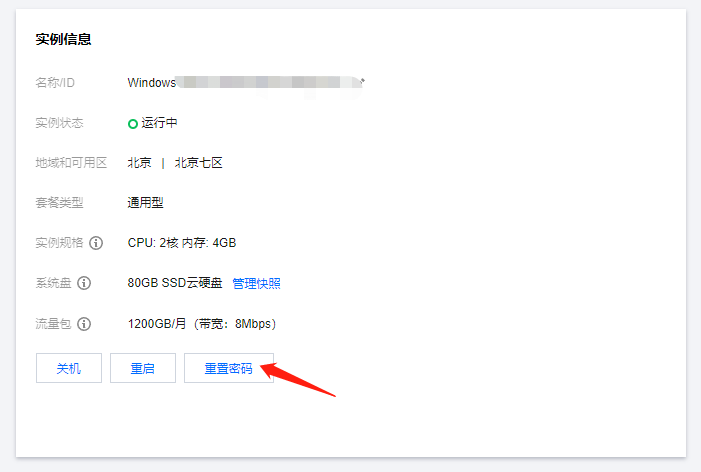 实例信息
名称/ID Windows
实例状态 运行中
地域和可用区 北京 | 北京七区
套餐类型 通用型
实例规格 CPU: 2核 内存: 4GB
系统盘 80GB SSD云硬盘 管理快照
流量包 1200GB/月（带宽：8Mbps）
关机 重启 重置密码